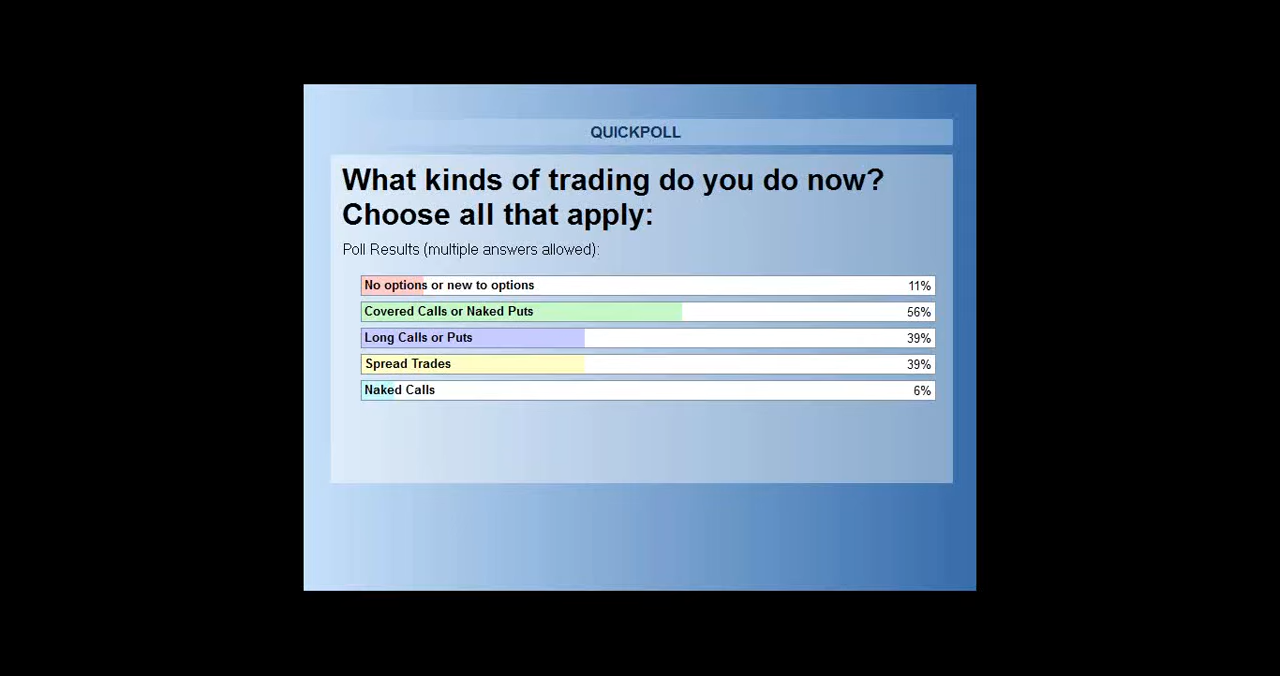 QUICKPOLL
What kinds of trading do you do now?
Choose all that apply:
Poll Results (multiple answers allowed):
No options or new to options 11%
Covered Calls or Naked Puts 56%
Long Calls or Puts 39%
Spread Trades 39%
Naked Calls 6%